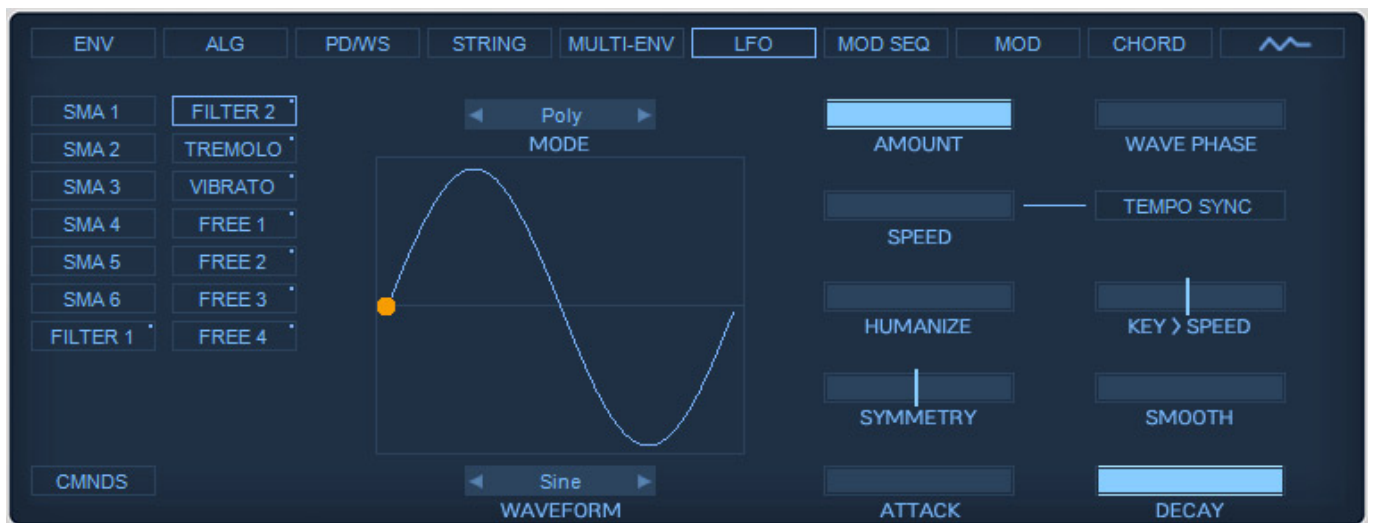 ENV ALG PD/WS STRING MULTI-ENV LFO MOD SEQ MOD CHORD
SMA 1 FILTER 2 Poly
SMA 2 TREMOLO MODE AMOUNT WAVE PHASE
SMA 3 VIBRATO
SMA 4 FREE 1 TEMPO SYNC
SMA 5 FREE 2 SPEED
SMA 6 FREE 3
FILTER 1 FREE 4 HUMANIZE KEY > SPEED
SYMMETRY SMOOTH
CMNDS Sine
WAVEFORM ATTACK DECAY